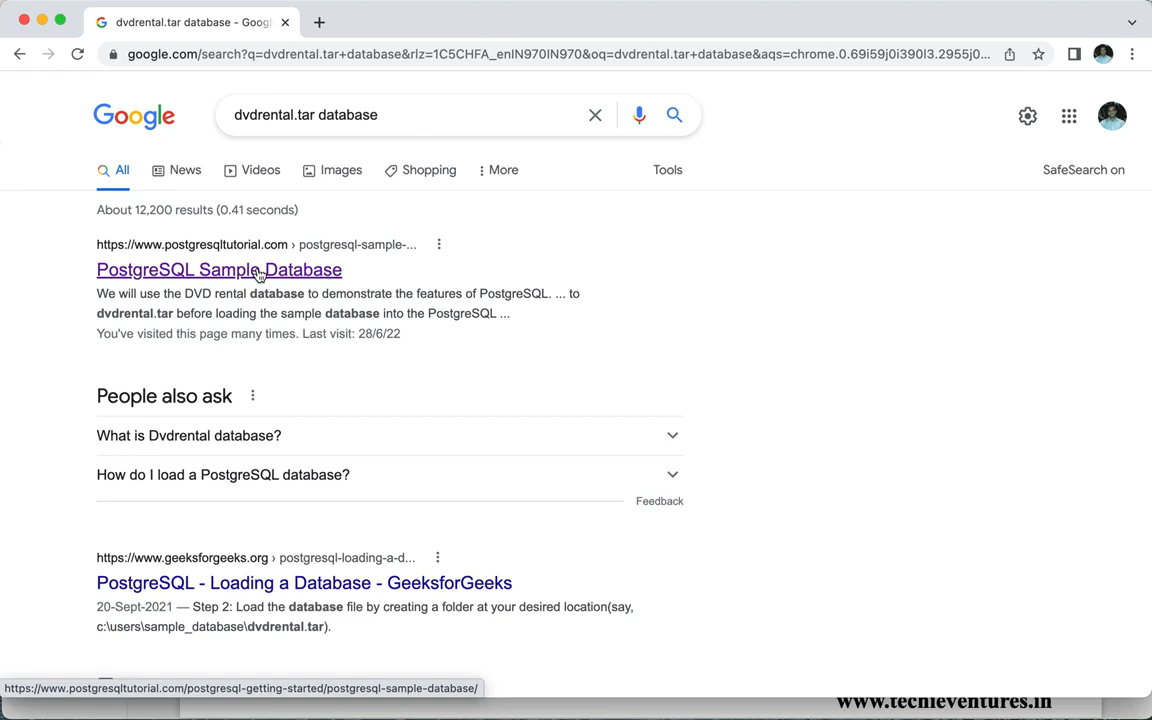 dvdrental.tar database - Goog
google.com/search?q=dvdrental.tar+database&rlz=1C5CHFA_enIN970IN970&oq=dvdrental.tar+database&aqs=chrome.0.69i59j0i390l3.2955j0...
Google
dvdrental.tar database
All News Videos Images Shopping More Tools SafeSearch on
About 12,200 results (0.41 seconds)
https://www.postgresqltutorial.com › postgresql-sample-...
PostgreSQL Sample Database
We will use the DVD rental database to demonstrate the features of PostgreSQL. ... to
dvdrental.tar before loading the sample database into the PostgreSQL ...
You've visited this page many times. Last visit: 28/6/22
People also ask
What is Dvdrental database?
How do I load a PostgreSQL database?
Feedback
https://www.geeksforgeeks.org › postgresql-loading-a-d...
PostgreSQL - Loading a Database - GeeksforGeeks
20-Sept-2021 — Step 2: Load the database file by creating a folder at your desired location(say,
c:\users\sample_database\dvdrental.tar).
https://www.postgresqltutorial.com/postgresql-getting-started/postgresql-sample-database/
www.techieventures.in